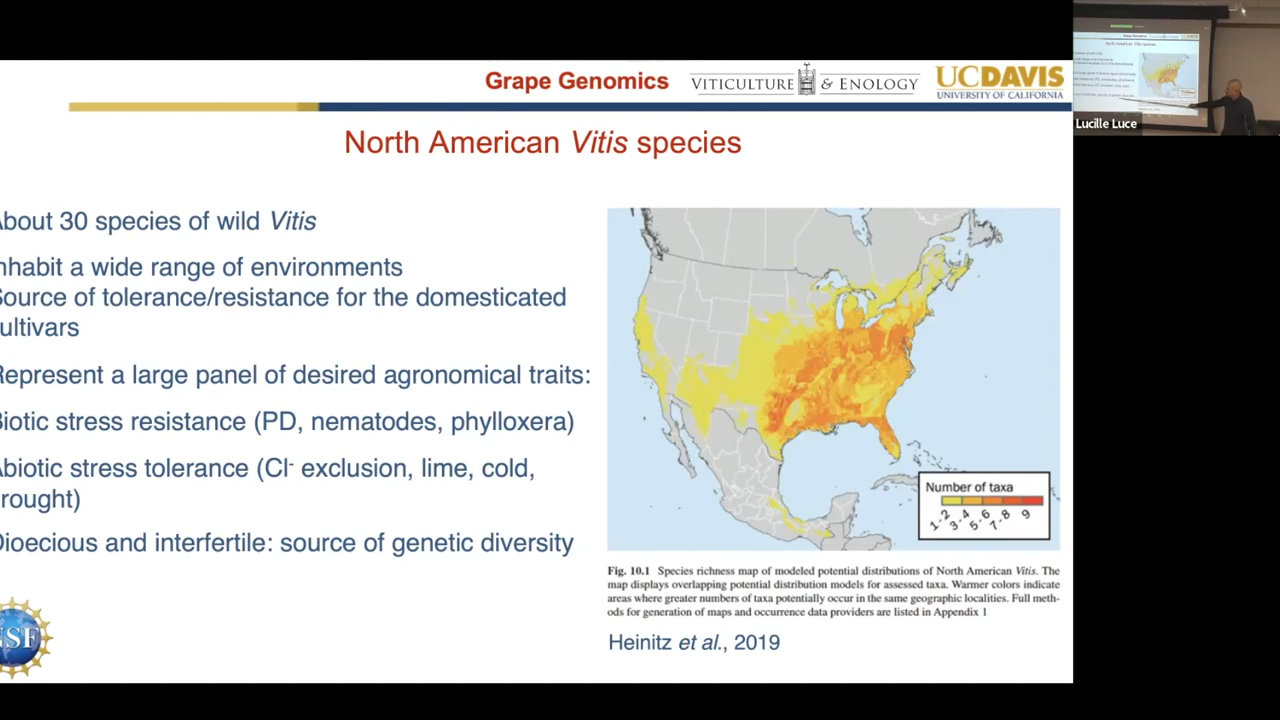 Grape Genomics
VITICULTURE & ENOLOGY
UC DAVIS
UNIVERSITY OF CALIFORNIA
North American Vitis species
Lucille Luce
About 30 species of wild Vitis
nhabit a wide range of environments
Source of tolerance/resistance for the domesticated
ultivars
Represent a large panel of desired agronomical traits:
Biotic stress resistance (PD, nematodes, phylloxera)
Abiotic stress tolerance (Cl- exclusion, lime, cold,
rought)
Dioecious and interfertile: source of genetic diversity
NSF
Number of taxa
1-2 3-4 5-6 7-8 9
Fig. 10.1 Species richness map of modeled potential distributions of North American Vitis. The
map displays overlapping potential distribution models for assessed taxa. Warmer colors indicate
areas where greater numbers of taxa potentially occur in the same geographic localities. Full meth-
ods for generation of maps and occurrence data providers are listed in Appendix 1
Heinitz et al., 2019